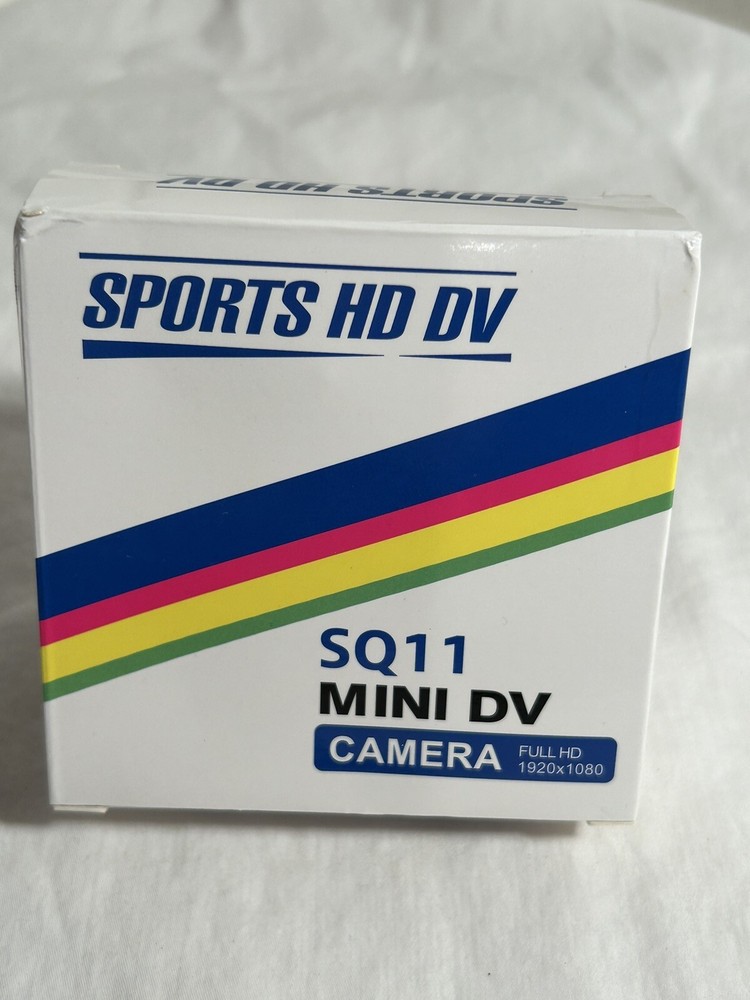 SPORTS HD DV
SPORTS HD DV
SQ11
MINI DV
CAMERA FULL HD
1920x1080